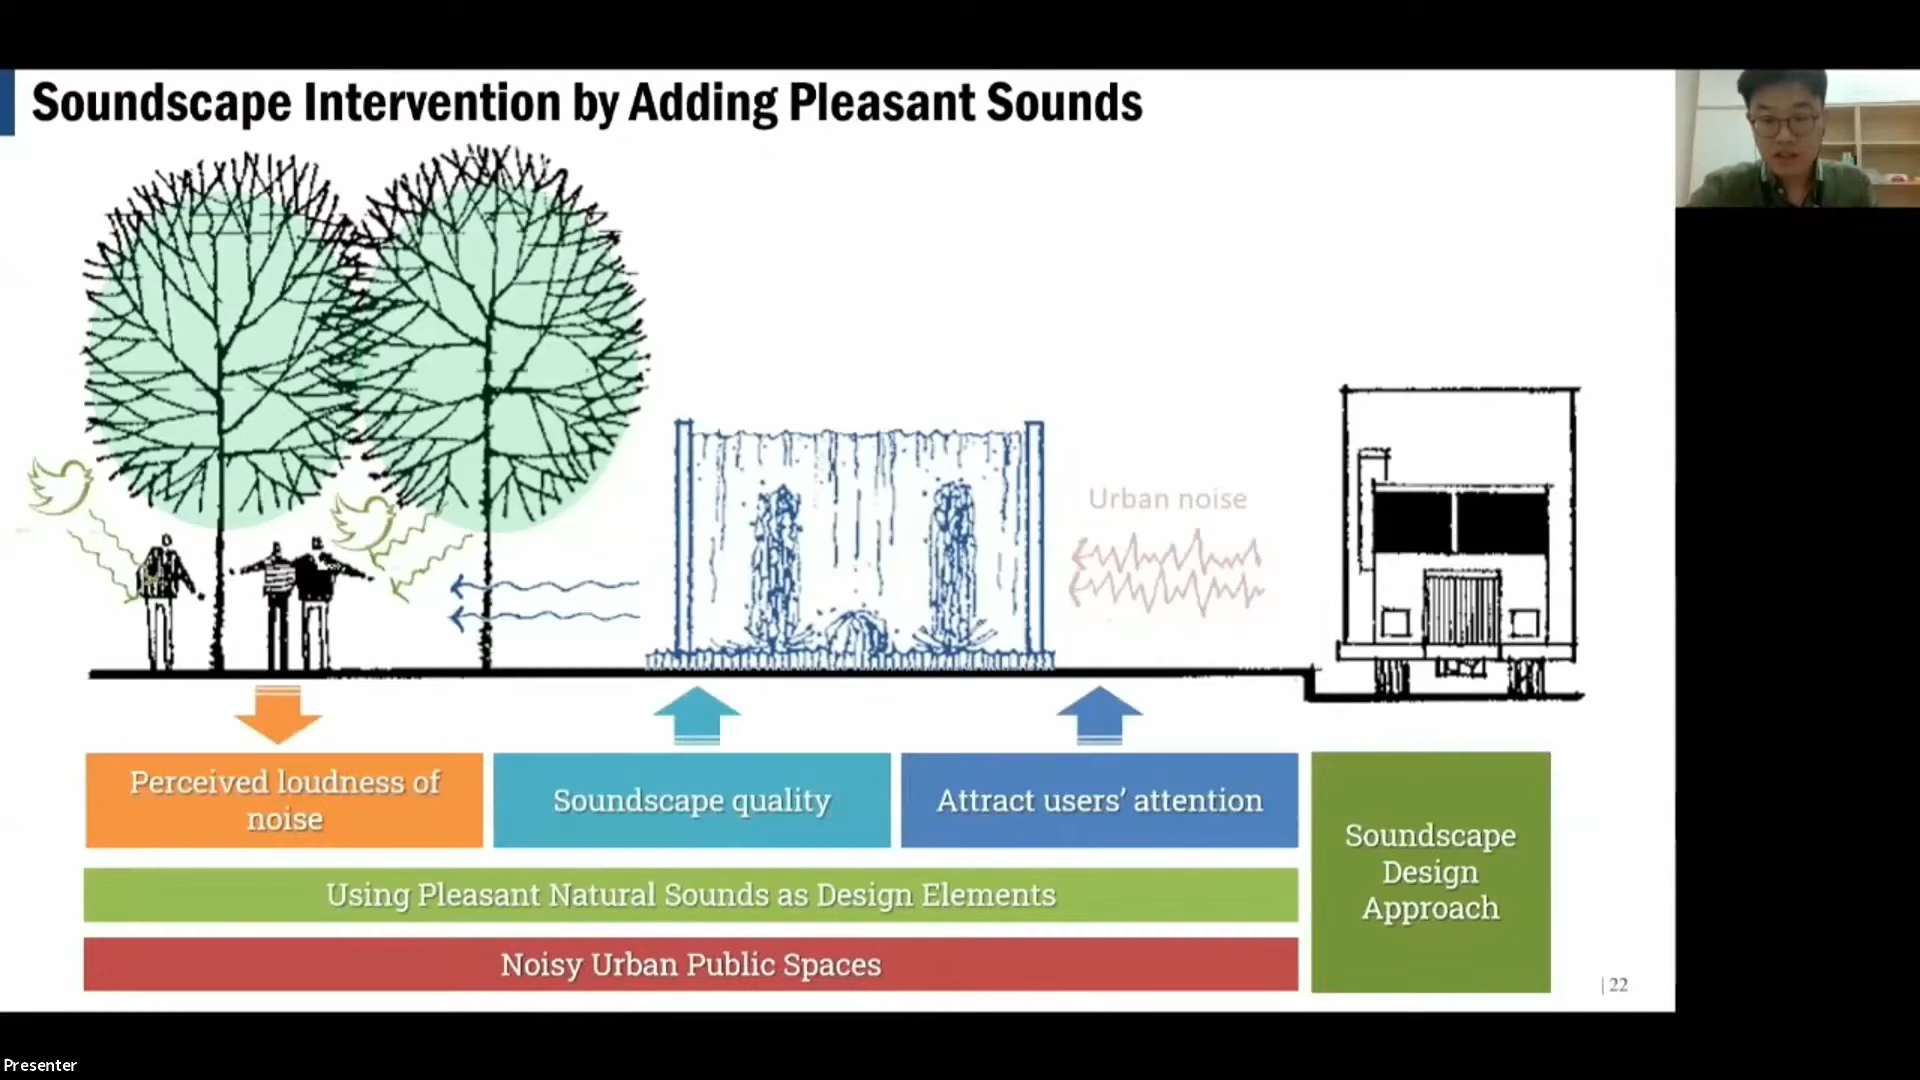 Soundscape Intervention by Adding Pleasant Sounds
Urban noise
Perceived loudness of
noise
Soundscape quality
Attract users’ attention
Soundscape
Design
Approach
Using Pleasant Natural Sounds as Design Elements
Noisy Urban Public Spaces
| 22
Presenter